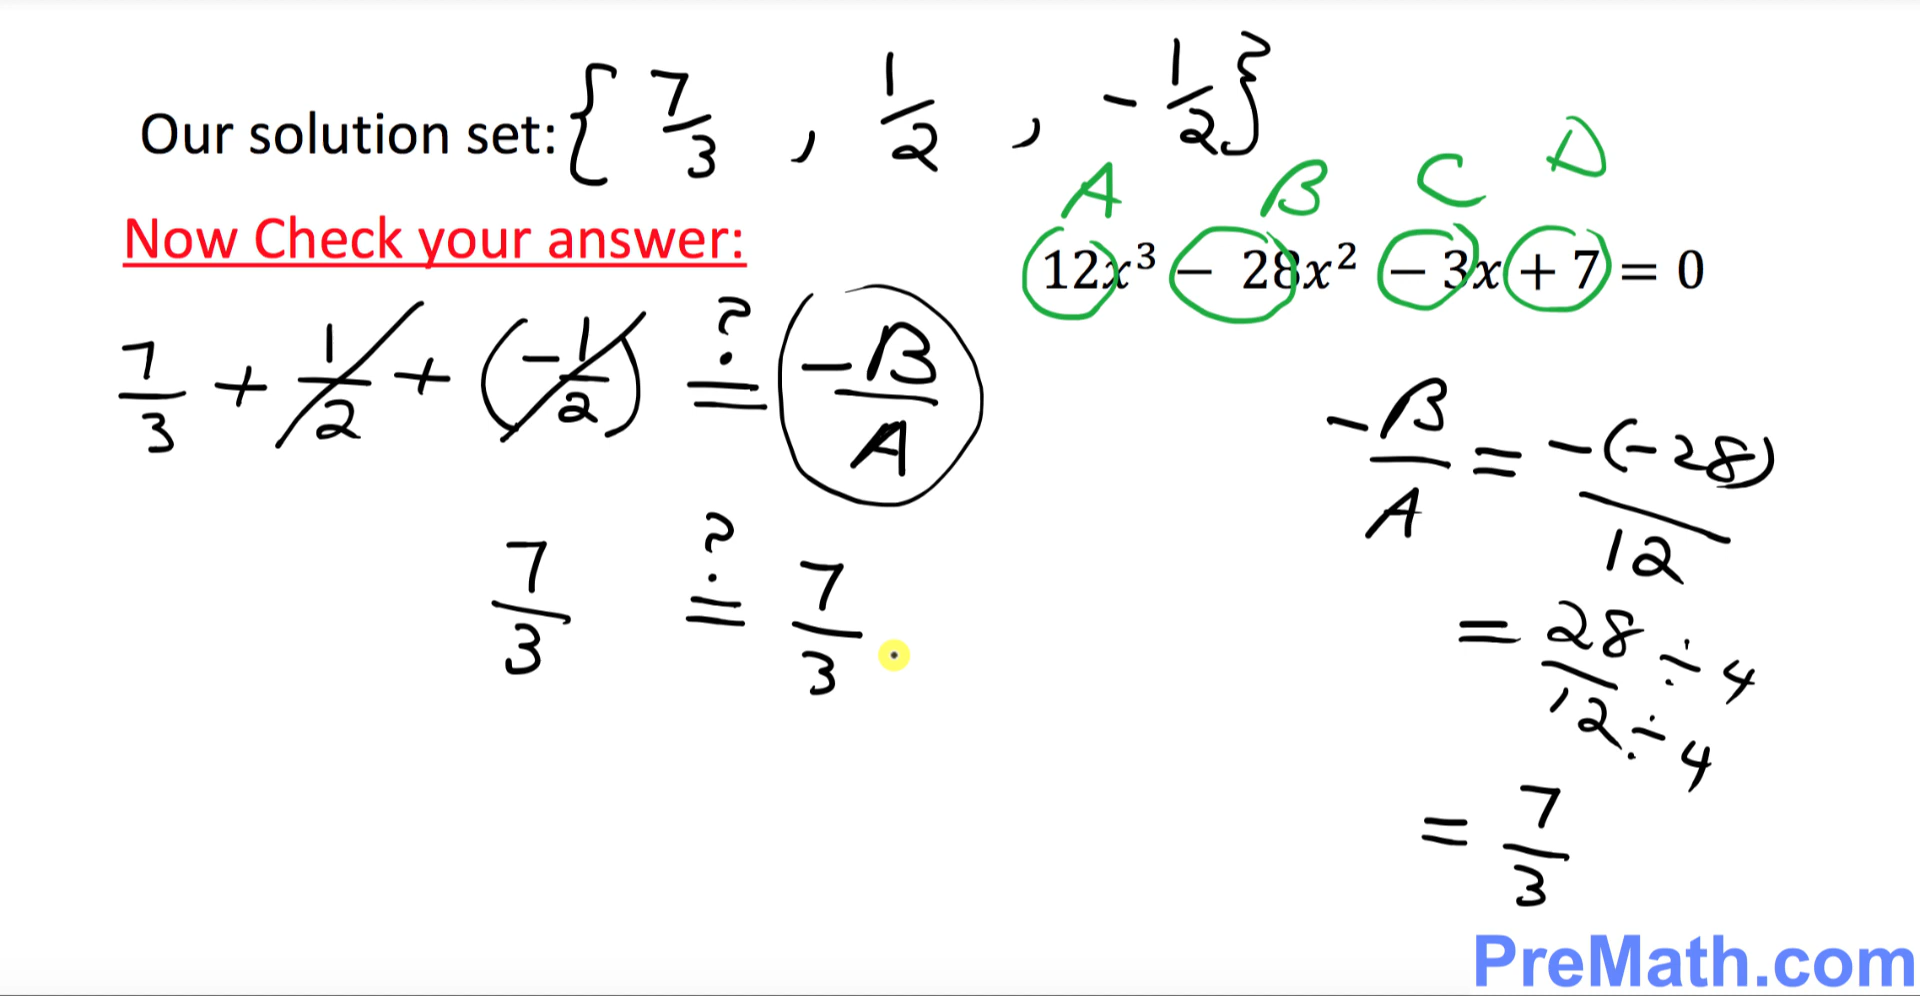 Our solution set: { 7/3 , 1/2 , - 1/2 }
A B C D
Now Check your answer:
12x³ − 28x² − 3x + 7 = 0
7/3 + 1/2 + (-1/2) ?= -B/A
-B/A = -(-28)/12
7/3 ?= 7/3
= 28 ÷ 4 / 12 ÷ 4
= 7/3
PreMath.com